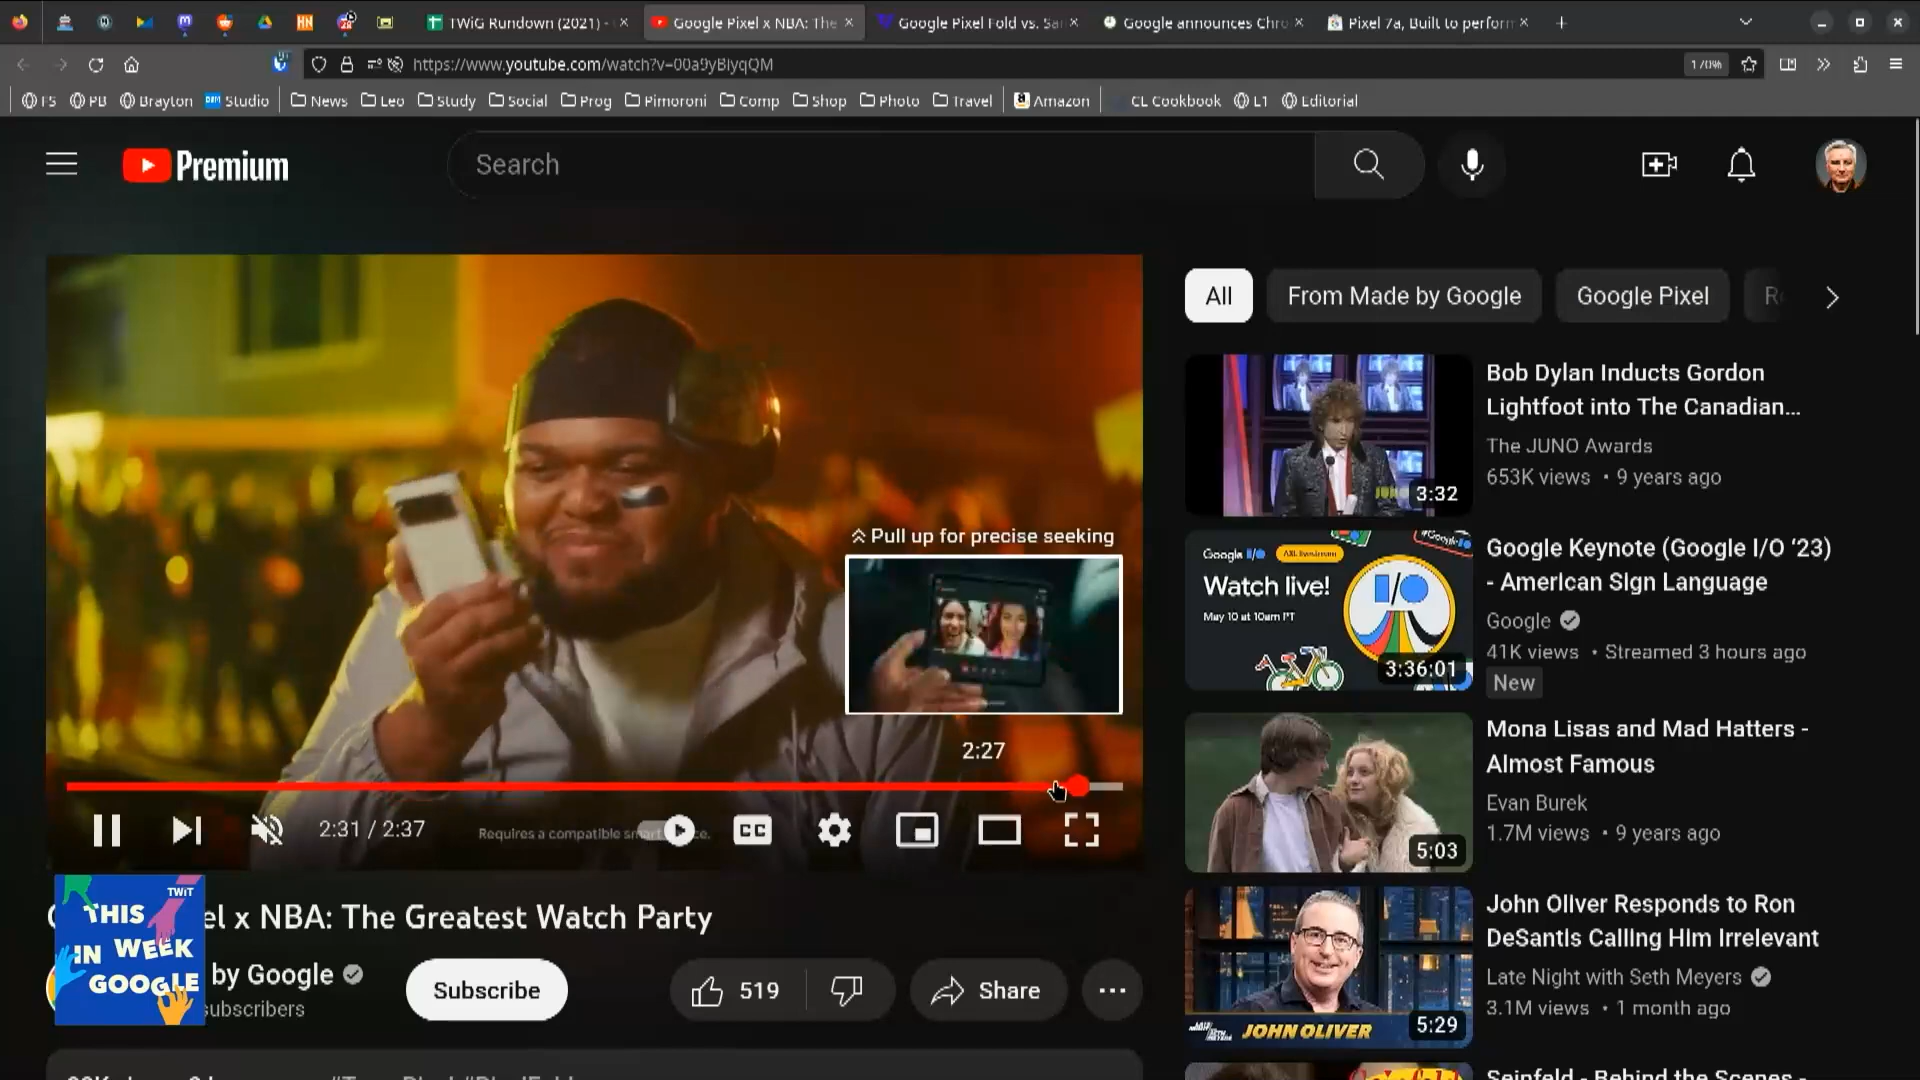 TWiG Rundown (2021) -
Google Pixel x NBA: The
Google Pixel Fold vs. Sa
Google announces Chro
Pixel 7a, Built to perform
https://www.youtube.com/watch?v=00a9yBlyqQM
170%
FS
PB
Brayton
Studio
News
Leo
Study
Social
Prog
Pimoroni
Comp
Shop
Photo
Travel
Amazon
CL Cookbook
L1
Editorial
Premium
Search
All
From Made by Google
Google Pixel
Pull up for precise seeking
2:27
2:31 / 2:37
Requires a compatible
CC
el x NBA: The Greatest Watch Party
TWiT
THIS
IN WEEK
GOOGLE
by Google
subscribers
Subscribe
519
Share
Bob Dylan Inducts Gordon
Lightfoot into The Canadian...
The JUNO Awards
653K views • 9 years ago
3:32
Google I/O
ASL livestream
Watch live!
May 10 at 10am PT
I/O
3:36:01
Google Keynote (Google I/O ‘23)
- American Sign Language
Google
41K views • Streamed 3 hours ago
New
Mona Lisas and Mad Hatters -
Almost Famous
Evan Burek
1.7M views • 9 years ago
5:03
John Oliver Responds to Ron
DeSantis Calling Him Irrelevant
Late Night with Seth Meyers
3.1M views • 1 month ago
JOHN OLIVER
5:29
Seinfeld - Behind the Scenes -